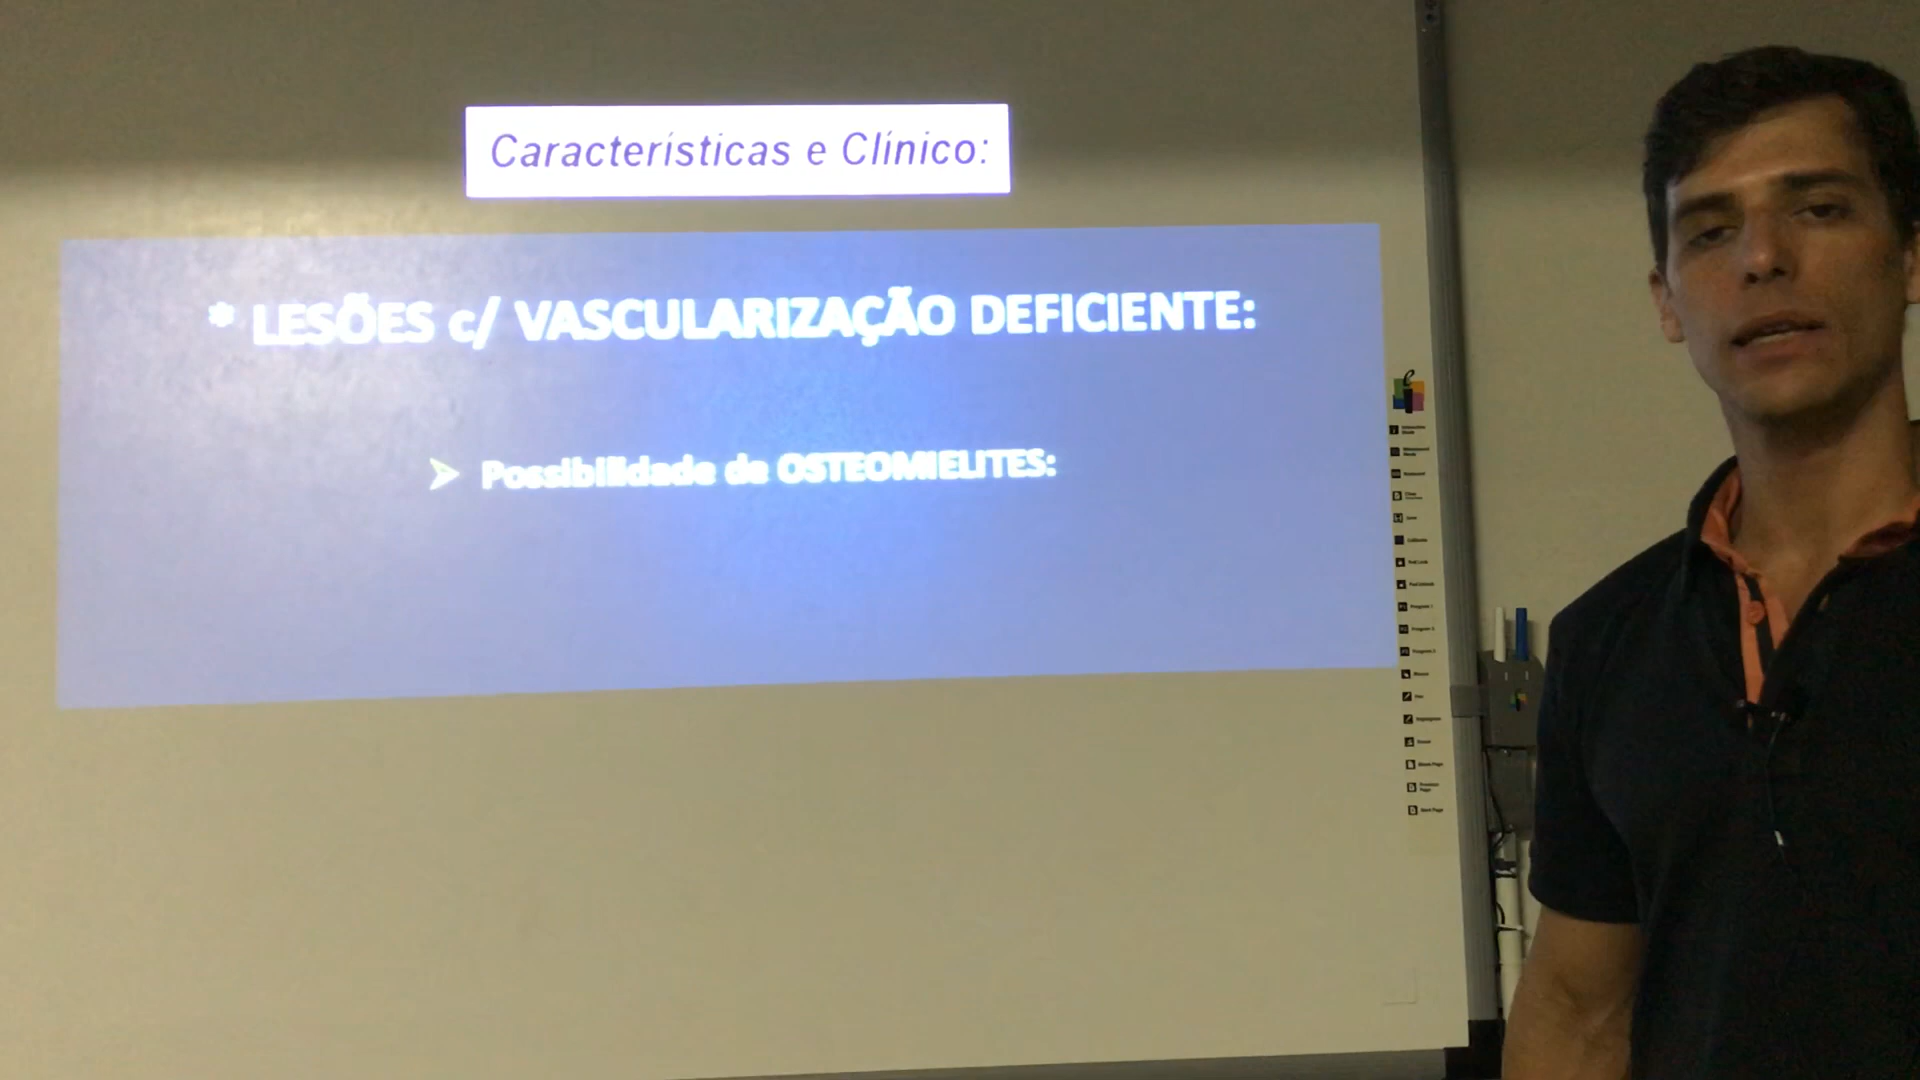 Características e Clínico:
* LESÕES c/ VASCULARIZAÇÃO DEFICIENTE:
➤ Possibilidade de OSTEOMIELITES: